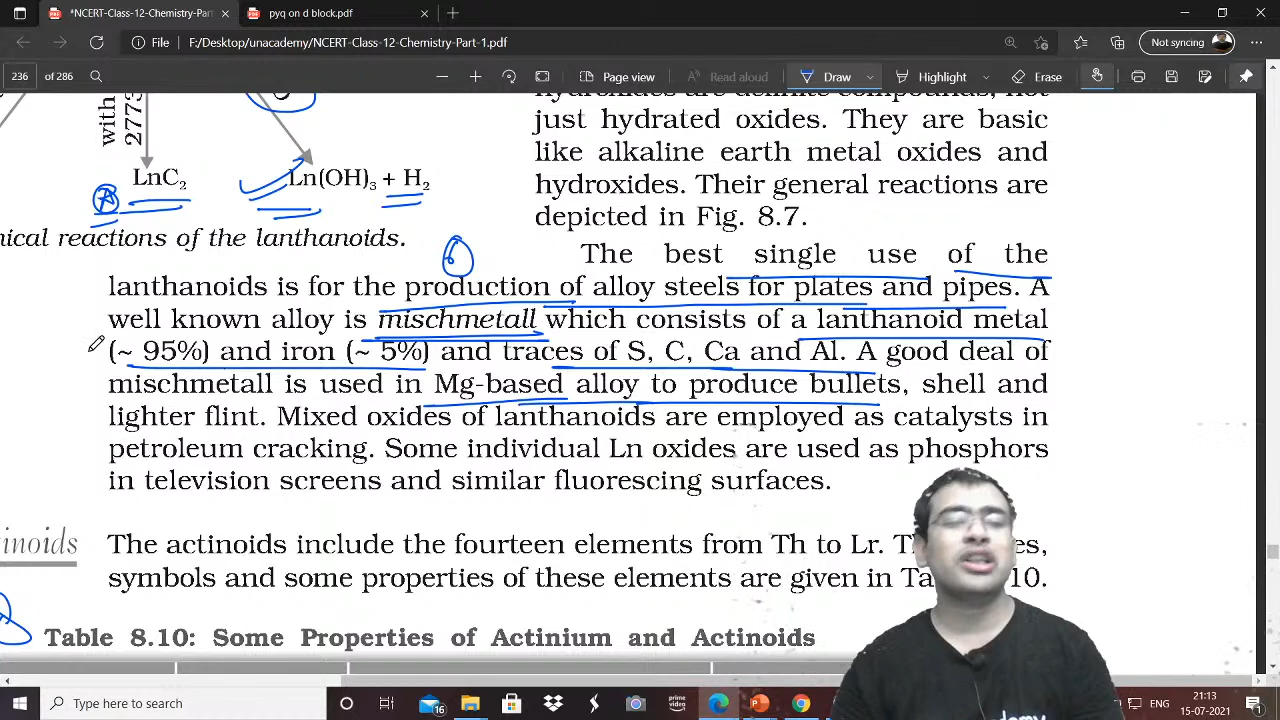 *NCERT-Class-12-Chemistry-Part-
pyq on d block.pdf
File
F:/Desktop/unacademy/NCERT-Class-12-Chemistry-Part-1.pdf
Not syncing
236
of 286
Page view
Read aloud
Draw
Highlight
Erase
with
2773
LnC2
Ln(OH)3 + H2
nical reactions of the lanthanoids.
just hydrated oxides. They are basic
like alkaline earth metal oxides and
hydroxides. Their general reactions are
depicted in Fig. 8.7.
The best single use of the
lanthanoids is for the production of alloy steels for plates and pipes. A
well known alloy is mischmetall which consists of a lanthanoid metal
(~ 95%) and iron (~ 5%) and traces of S, C, Ca and Al. A good deal of
mischmetall is used in Mg-based alloy to produce bullets, shell and
lighter flint. Mixed oxides of lanthanoids are employed as catalysts in
petroleum cracking. Some individual Ln oxides are used as phosphors
in television screens and similar fluorescing surfaces.
tinoids
The actinoids include the fourteen elements from Th to Lr.
symbols and some properties of these elements are given in
Table 8.10: Some Properties of Actinium and Actinoids
Type here to search
16
prime
video
ENG
21:13
15-07-2021